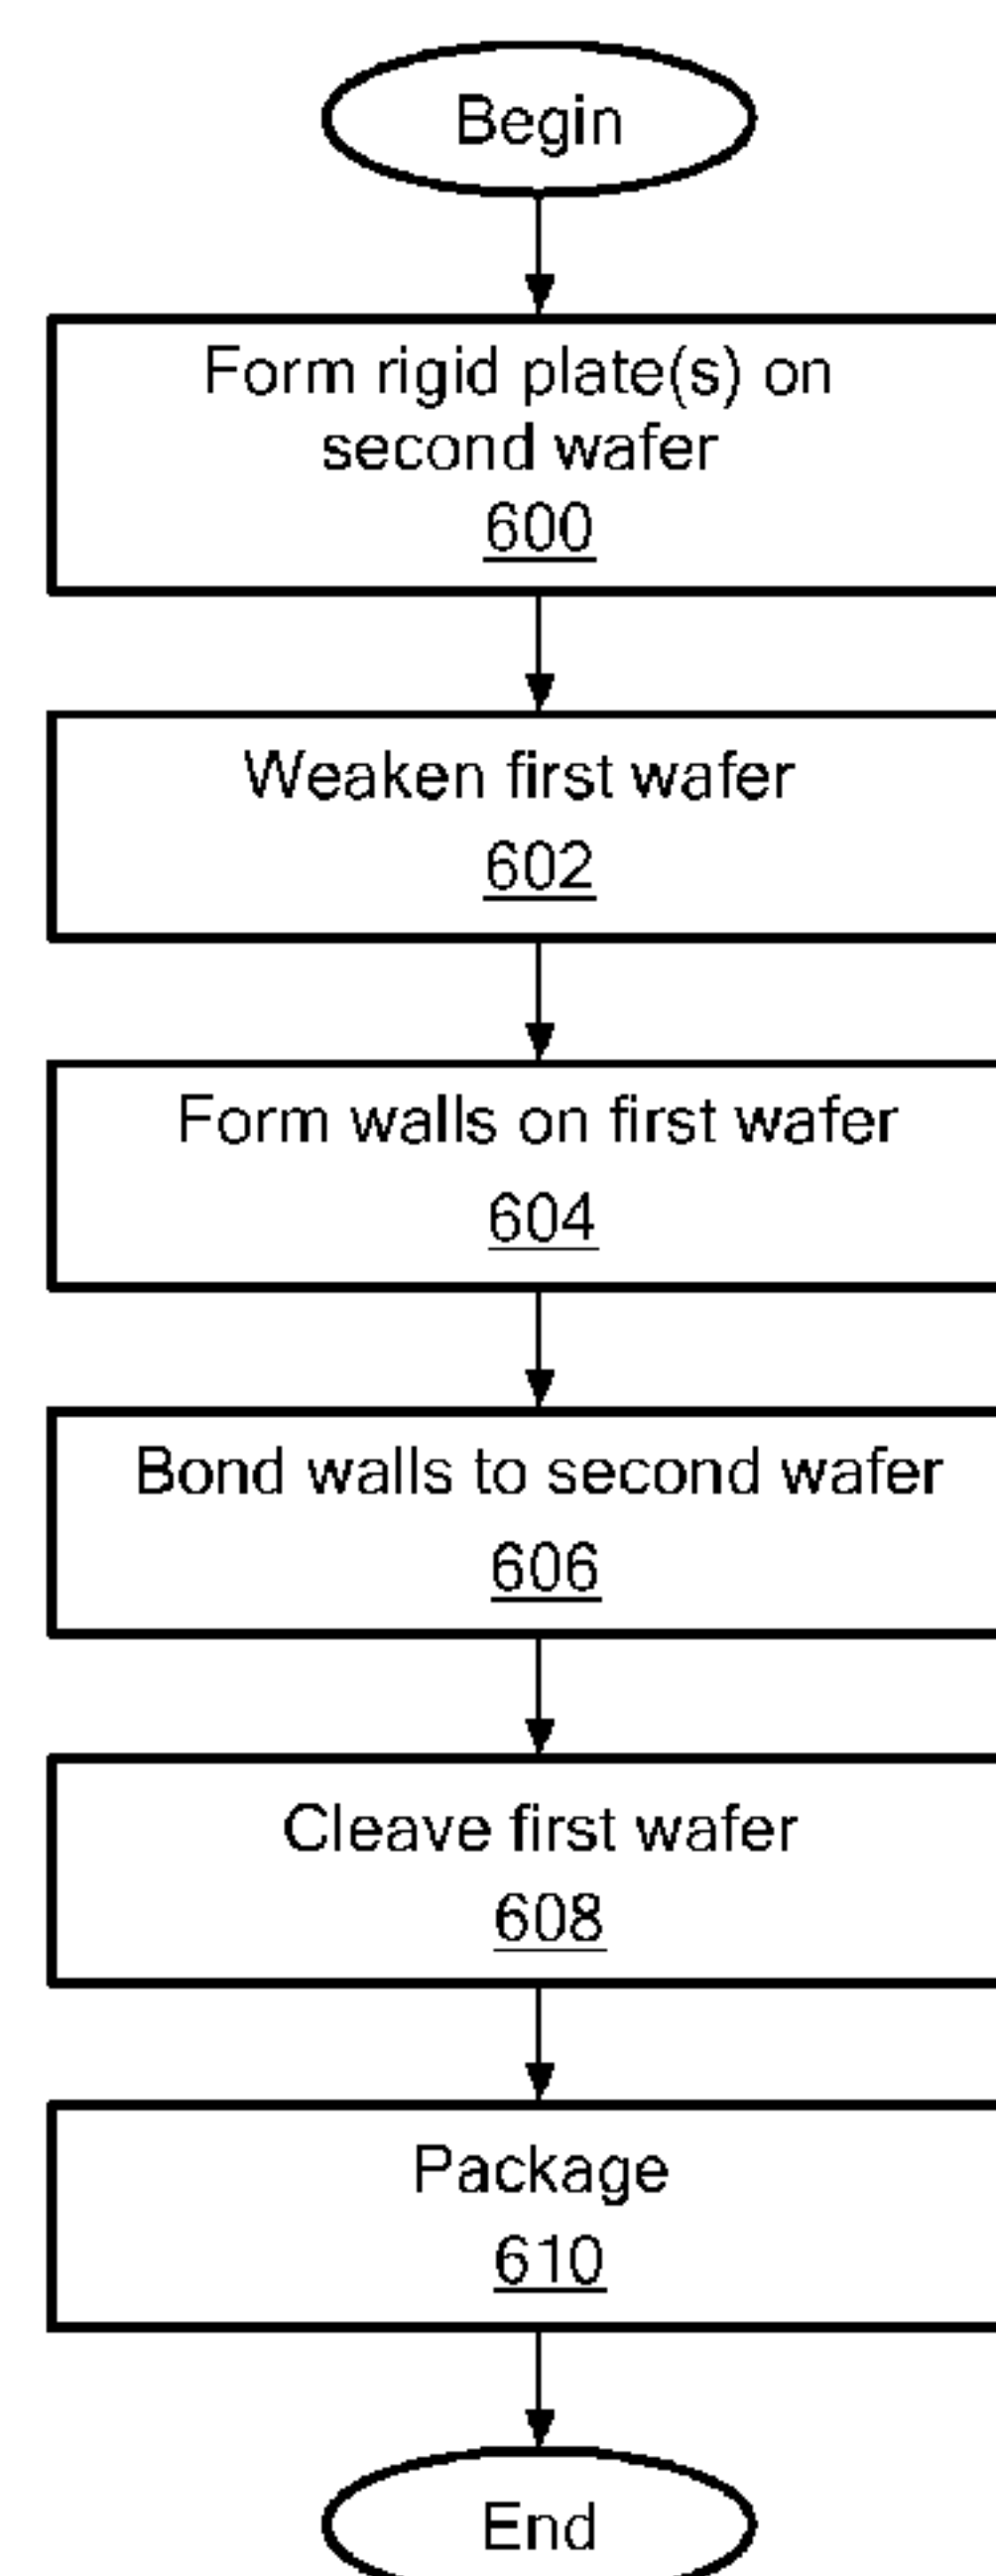 Begin
Form rigid plate(s) on
second wafer
600
Weaken first wafer
602
Form walls on first wafer
604
Bond walls to second wafer
606
Cleave first wafer
608
Package
610
End